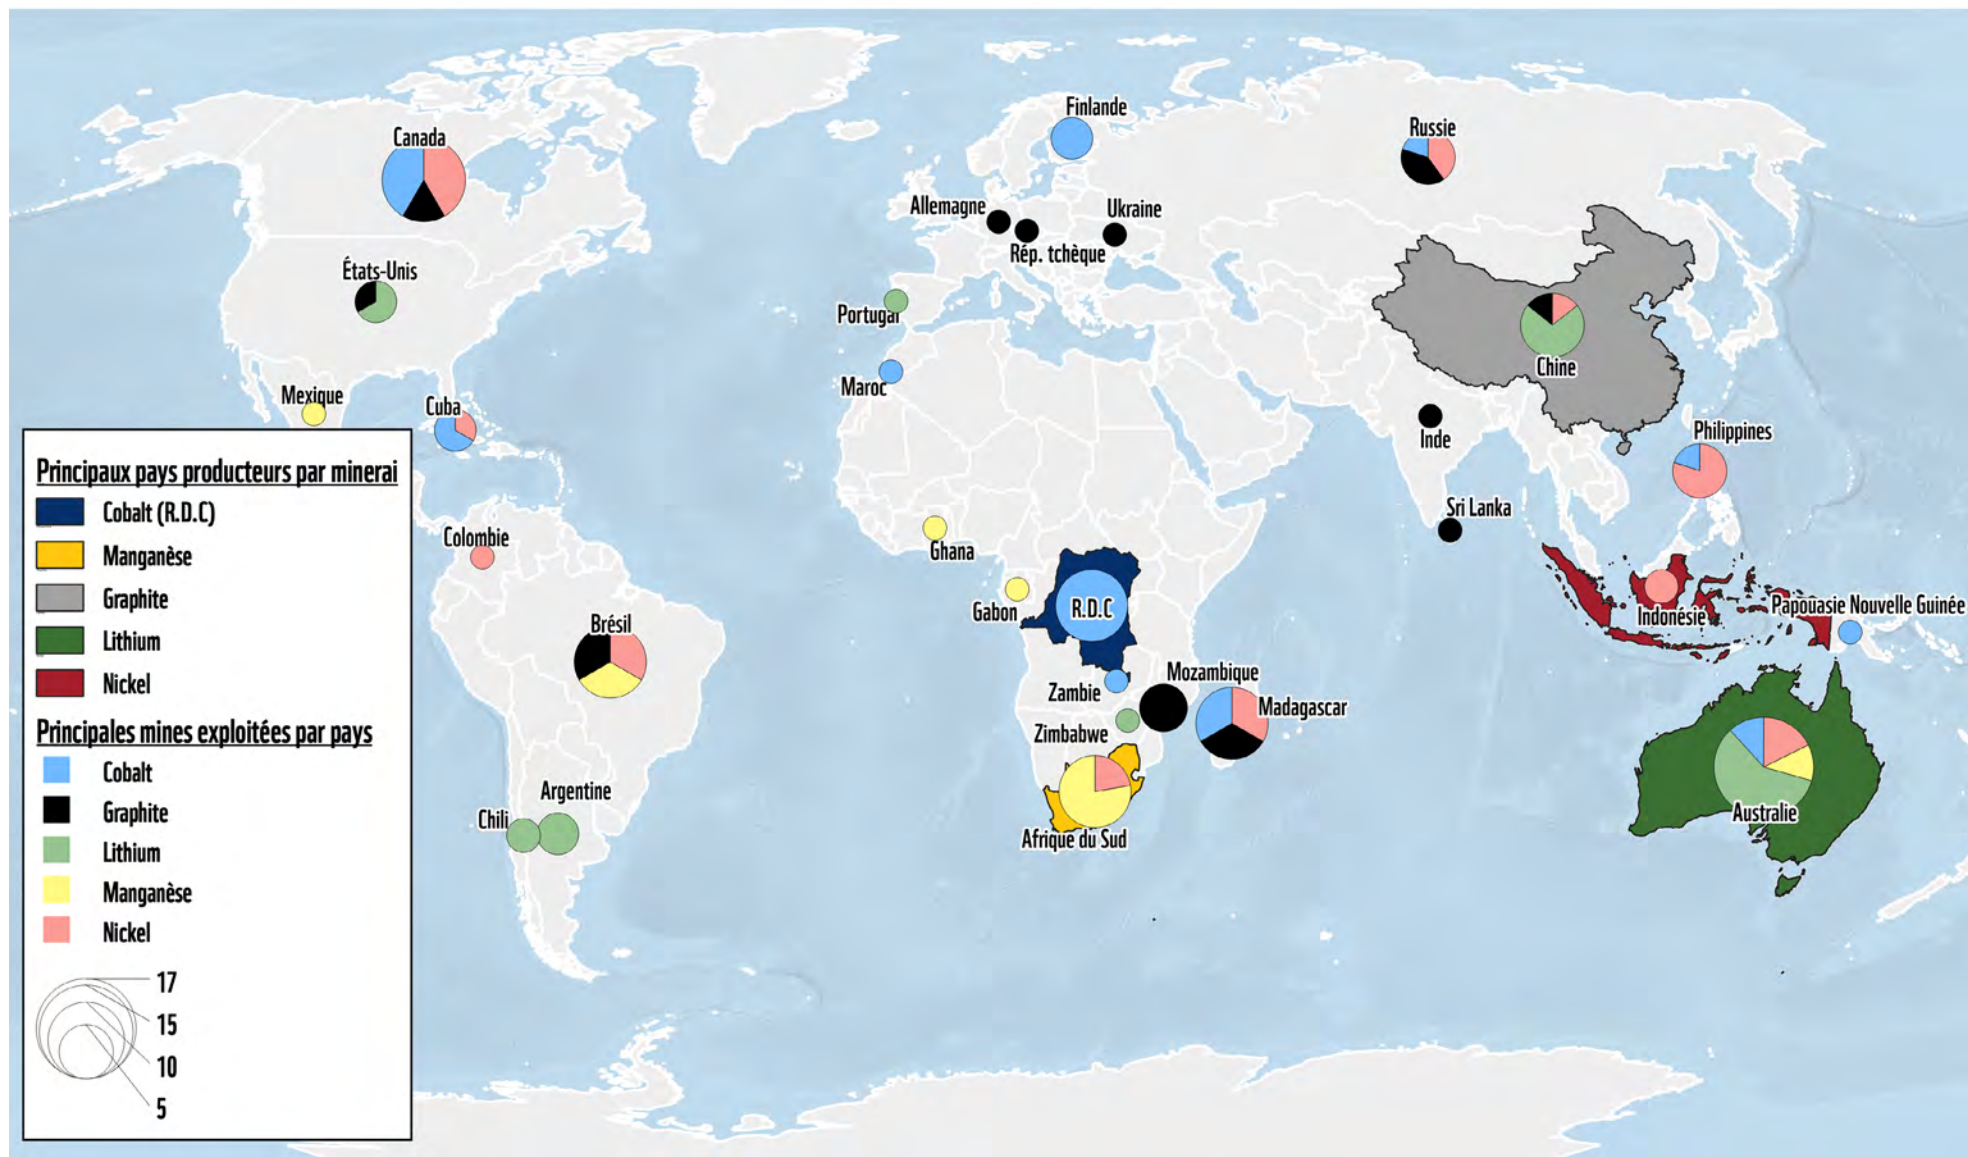 Finlande
Russie
Canada
Allemagne
Ukraine
Rép. tchèque
États-Unis
Portugal
Chine
Maroc
Mexique
Cuba
Inde
Philippines
Sri Lanka
Colombie
Ghana
Gabon
R.D.C
Indonésie
Papouasie Nouvelle Guinée
Brésil
Mozambique
Zambie
Madagascar
Zimbabwe
Argentine
Chili
Afrique du Sud
Australie
Principaux pays producteurs par minerai
Cobalt (R.D.C)
Manganèse
Graphite
Lithium
Nickel
Principales mines exploitées par pays
Cobalt
Graphite
Lithium
Manganèse
Nickel
17
15
10
5